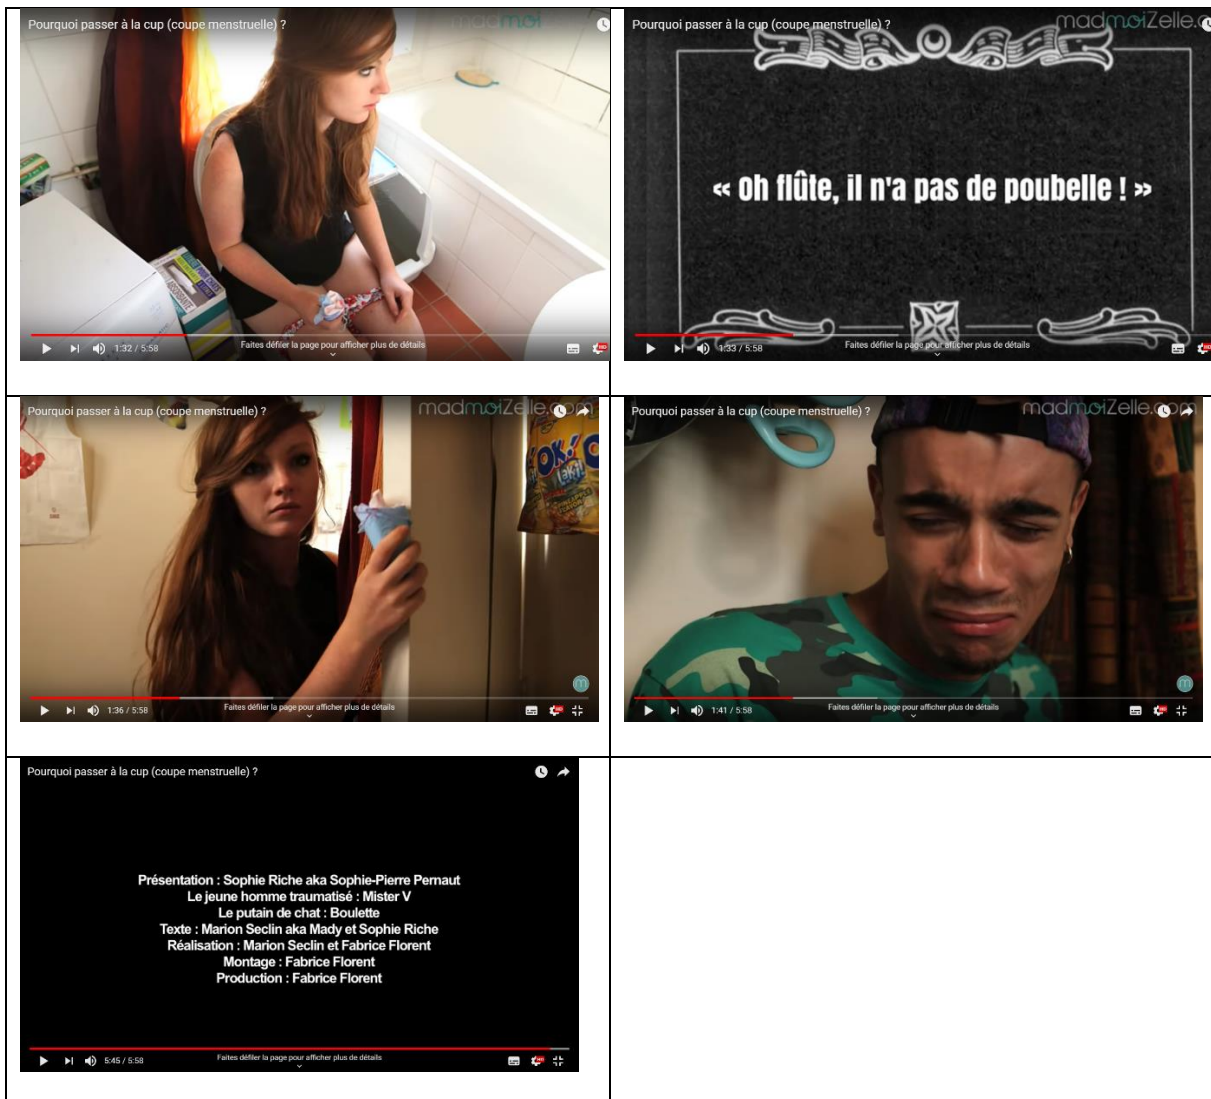 Pourquoi passer à la cup (coupe menstruelle) ?
madmoi
ABSORBANTE
1:32 / 5:58
Faites défiler la page pour afficher plus de détails
HD
Pourquoi passer à la cup (coupe menstruelle) ?
madmoiZelle.c
« Oh flûte, il n'a pas de poubelle ! »
1:33 / 5:58
Faites défiler la page pour afficher plus de détails
HD
Pourquoi passer à la cup (coupe menstruelle) ?
madmoiZelle.com
OK!
1:36 / 5:58
Faites défiler la page pour afficher plus de détails
HD
Pourquoi passer à la cup (coupe menstruelle) ?
madmoiZelle.com
m
1:41 / 5:58
Faites défiler la page pour afficher plus de détails
HD
Pourquoi passer à la cup (coupe menstruelle) ?
Présentation : Sophie Riche aka Sophie-Pierre Pernaut
Le jeune homme traumatisé : Mister V
Le putain de chat : Boulette
Texte : Marion Seclin aka Mady et Sophie Riche
Réalisation : Marion Seclin et Fabrice Florent
Montage : Fabrice Florent
Production : Fabrice Florent
5:45 / 5:58
Faites défiler la page pour afficher plus de détails
HD